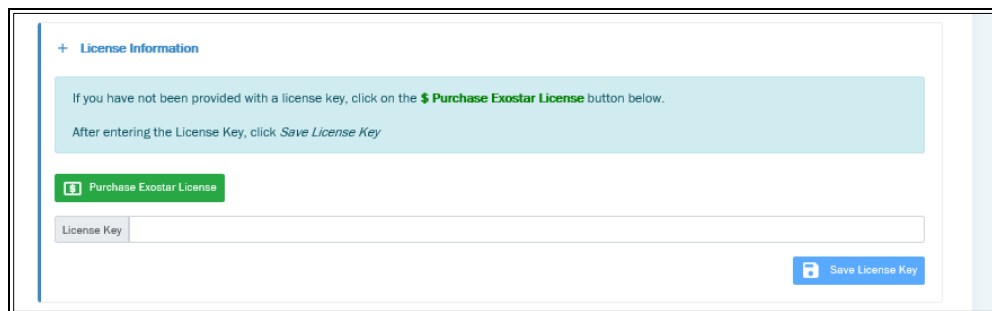 + License Information
If you have not been provided with a license key, click on the $ Purchase Exostar License button below.
After entering the License Key, click Save License Key
$ Purchase Exostar License
License Key
Save License Key